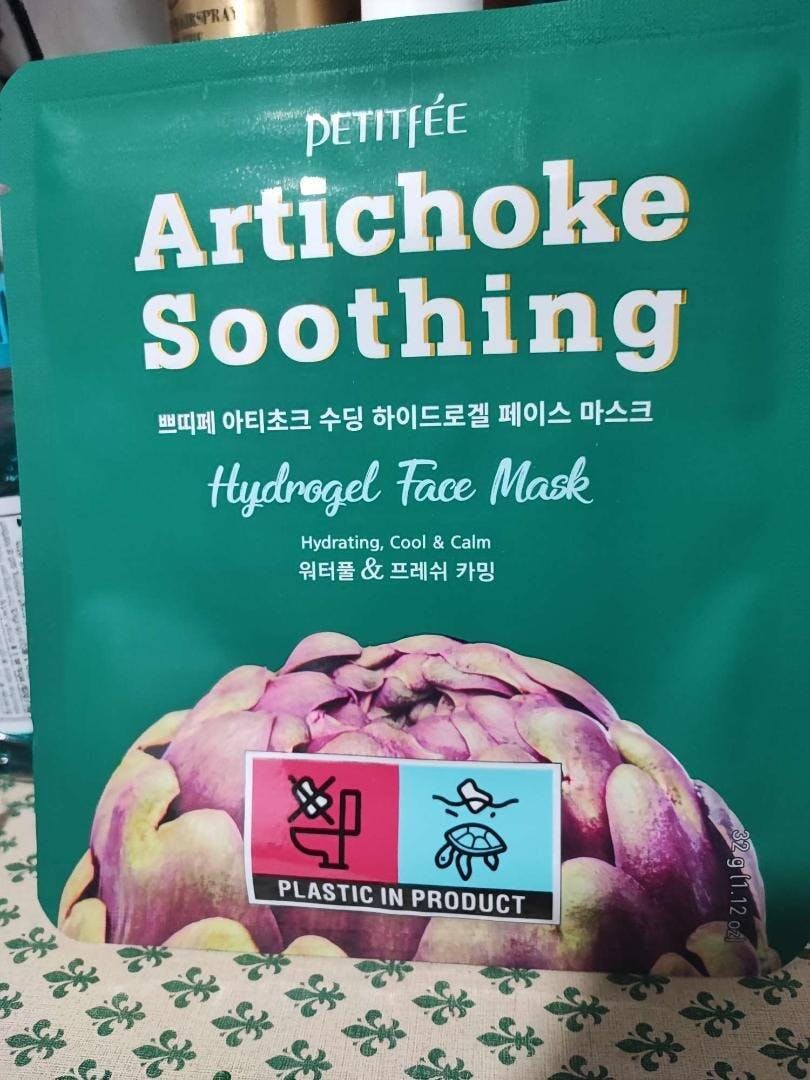 PETITFÉE
Artichoke
Soothing
쁘띠페 아티초크 수딩 하이드로겔 페이스 마스크
Hydrogel Face Mask
Hydrating, Cool & Calm
워터풀 & 프레쉬 카밍
PLASTIC IN PRODUCT
32 g (1.12 oz)